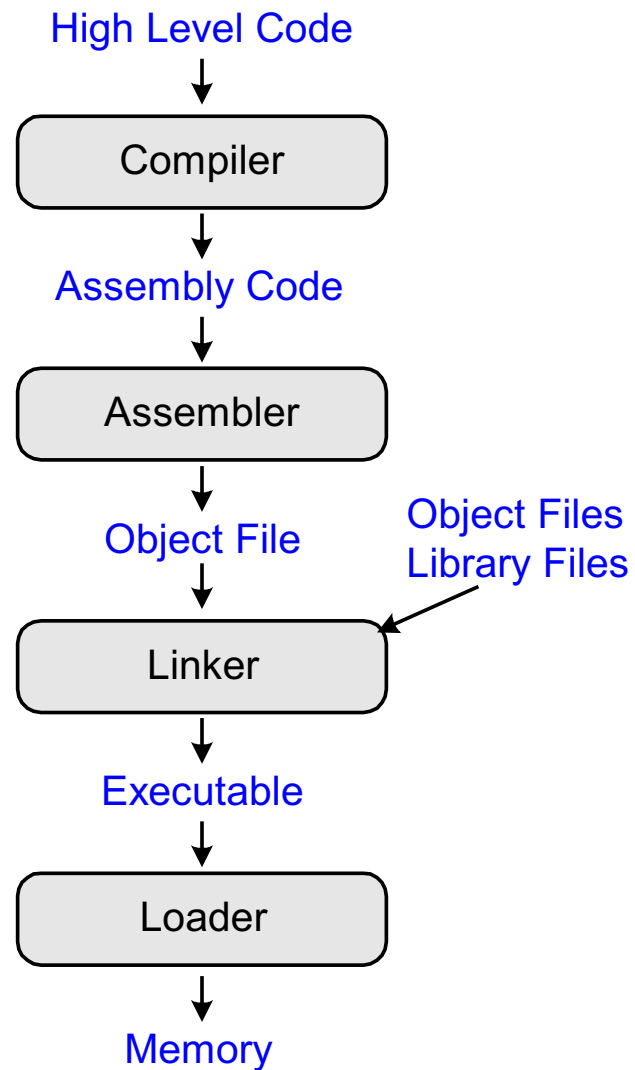 High Level Code
Compiler
Assembly Code
Assembler
Object File
Object Files
Library Files
Linker
Executable
Loader
Memory